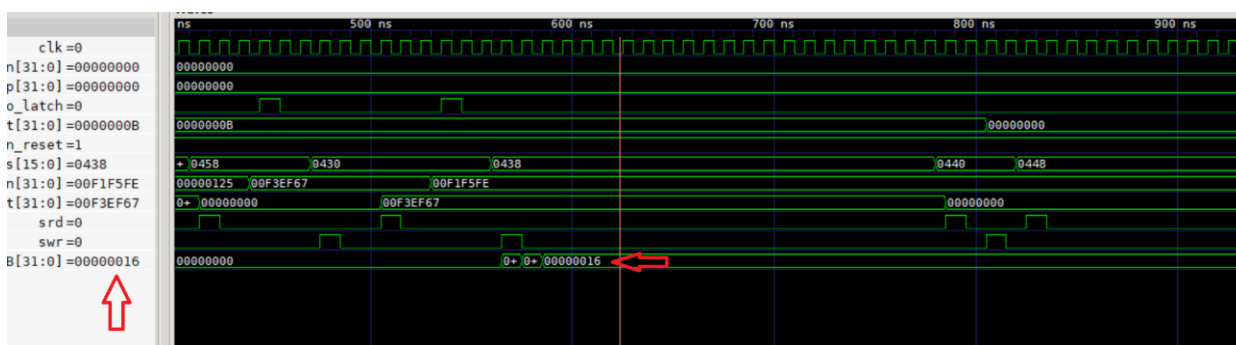 ns 500 ns 600 ns 700 ns 800 ns 900 ns
clk=0
n[31:0]=00000000 00000000
p[31:0]=00000000 00000000
o_latch=0
t[31:0]=0000000B 0000000B 00000000
n_reset=1
s[15:0]=0438 + 0458 0430 0438 0440 0448
n[31:0]=00F1F5FE 00000125 00F3EF67 00F1F5FE
t[31:0]=00F3EF67 0+ 00000000 00F3EF67 00000000
srd=0
swr=0
B[31:0]=00000016 00000000 0+ 0+ 00000016